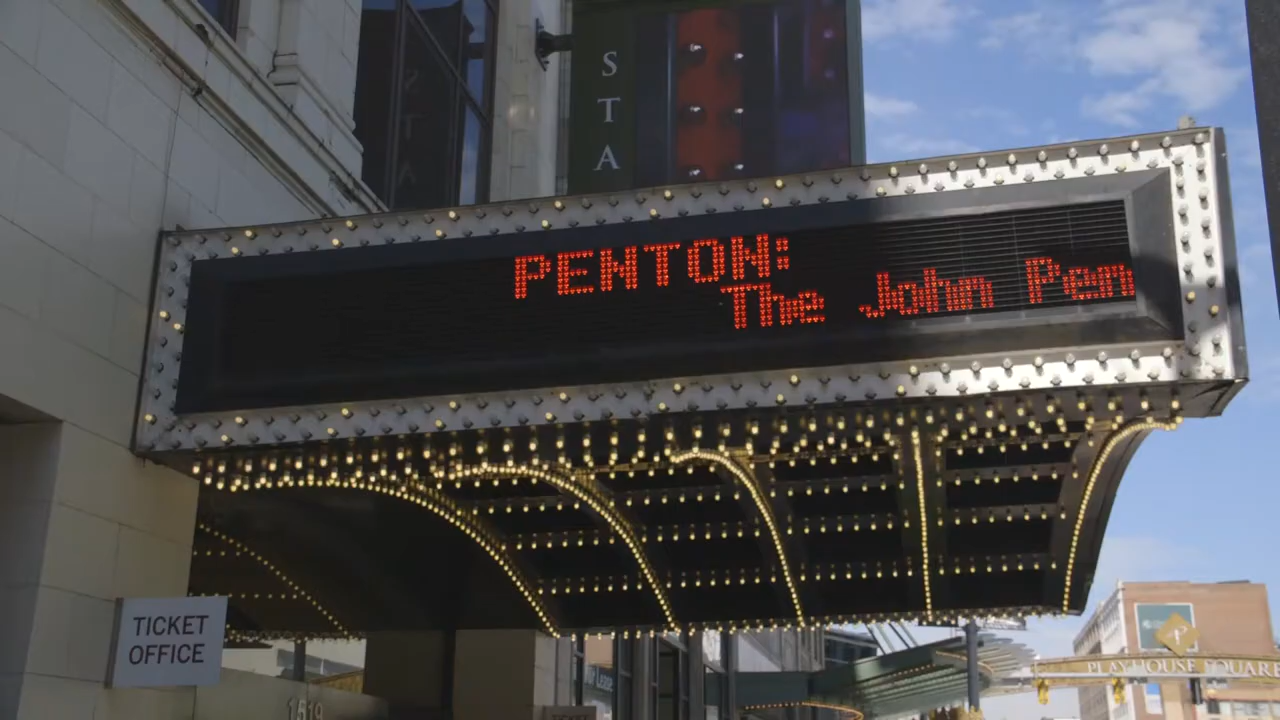 STA
PENTON:
The John Pen
TICKET
OFFICE
1519
PLAYHOUSE SQUARE
P